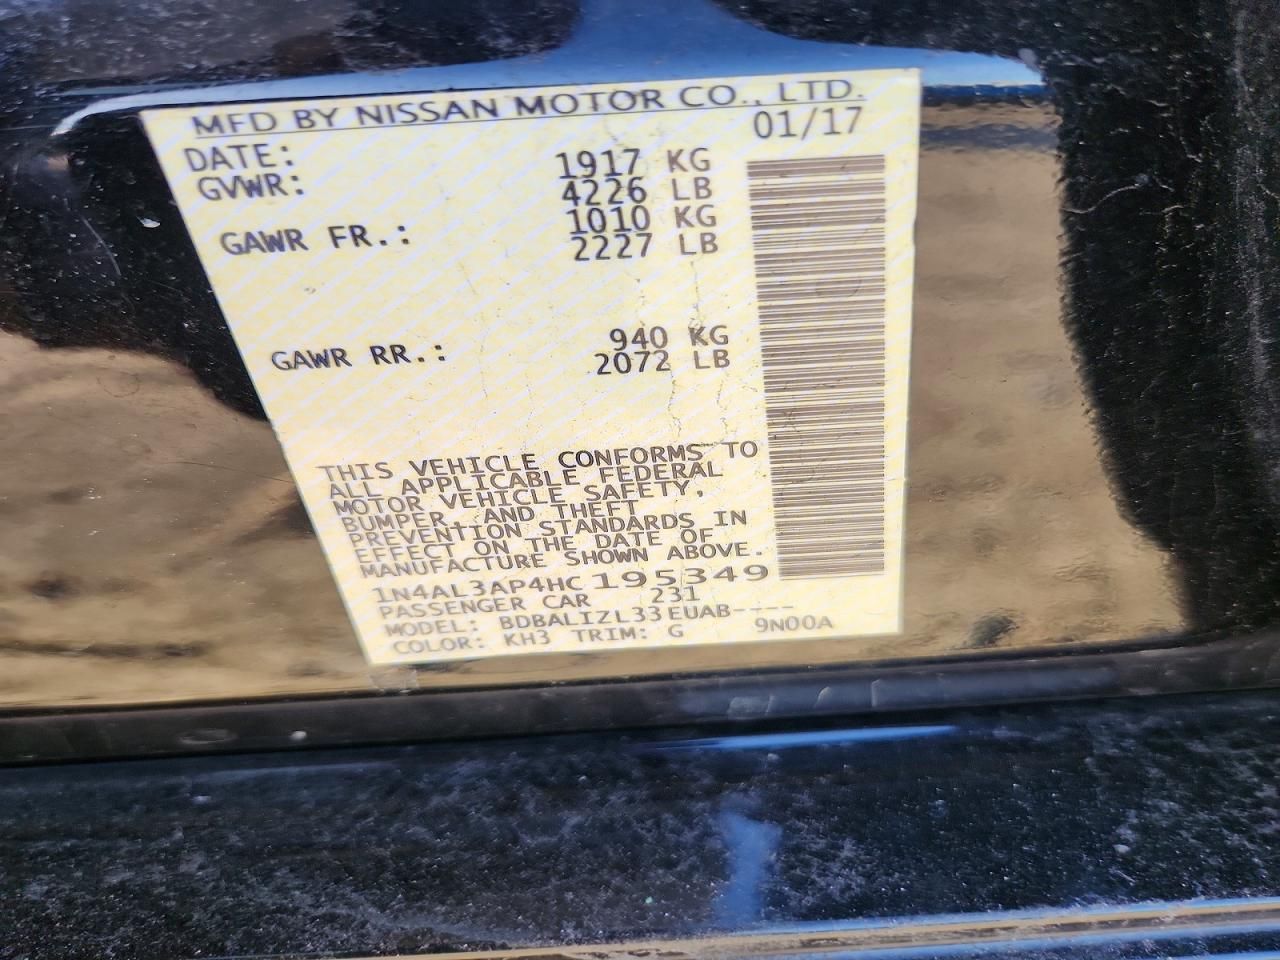 MFD BY NISSAN MOTOR CO., LTD.
DATE: 01/17
GVWR: 1917 KG
4226 LB
GAWR FR.: 1010 KG
2227 LB
GAWR RR.: 940 KG
2072 LB
THIS VEHICLE CONFORMS TO
ALL APPLICABLE FEDERAL
MOTOR VEHICLE SAFETY,
BUMPER, AND THEFT
PREVENTION STANDARDS IN
EFFECT ON THE DATE OF
MANUFACTURE SHOWN ABOVE.
1N4AL3AP4HC195349
PASSENGER CAR 231
MODEL: BDBALIZL33EUAB----
COLOR: KH3 TRIM: G 9N00A